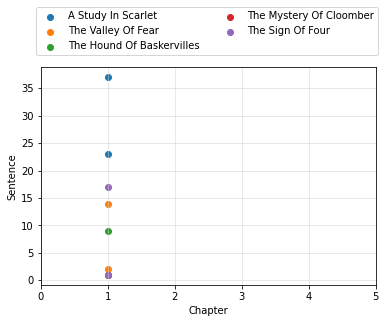 A Study In Scarlet
The Valley Of Fear
The Hound Of Baskervilles
The Mystery Of Cloomber
The Sign Of Four
Sentence
35
30
25
20
15
10
5
0
0 1 2 3 4 5
Chapter